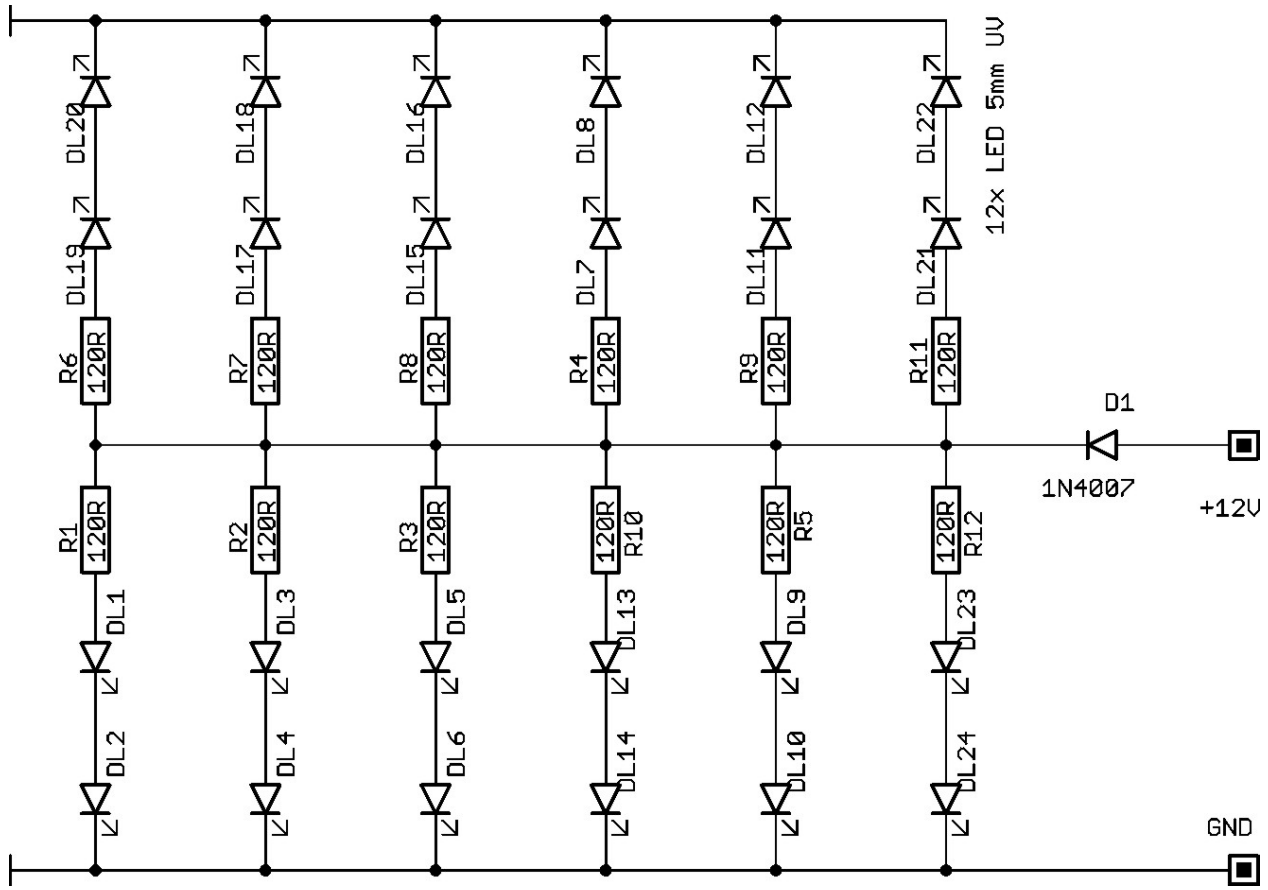 DL20
DL18
DL16
DL8
DL12
DL22
12x LED 5mm UV
DL19
DL17
DL15
DL7
DL11
DL21
R6
120R
R7
120R
R8
120R
R4
120R
R9
120R
R11
120R
D1
1N4007
+12V
R1
120R
R2
120R
R3
120R
120R
R10
120R
R5
120R
R12
DL1
DL3
DL5
DL13
DL9
DL23
DL2
DL4
DL6
DL14
DL10
DL24
GND